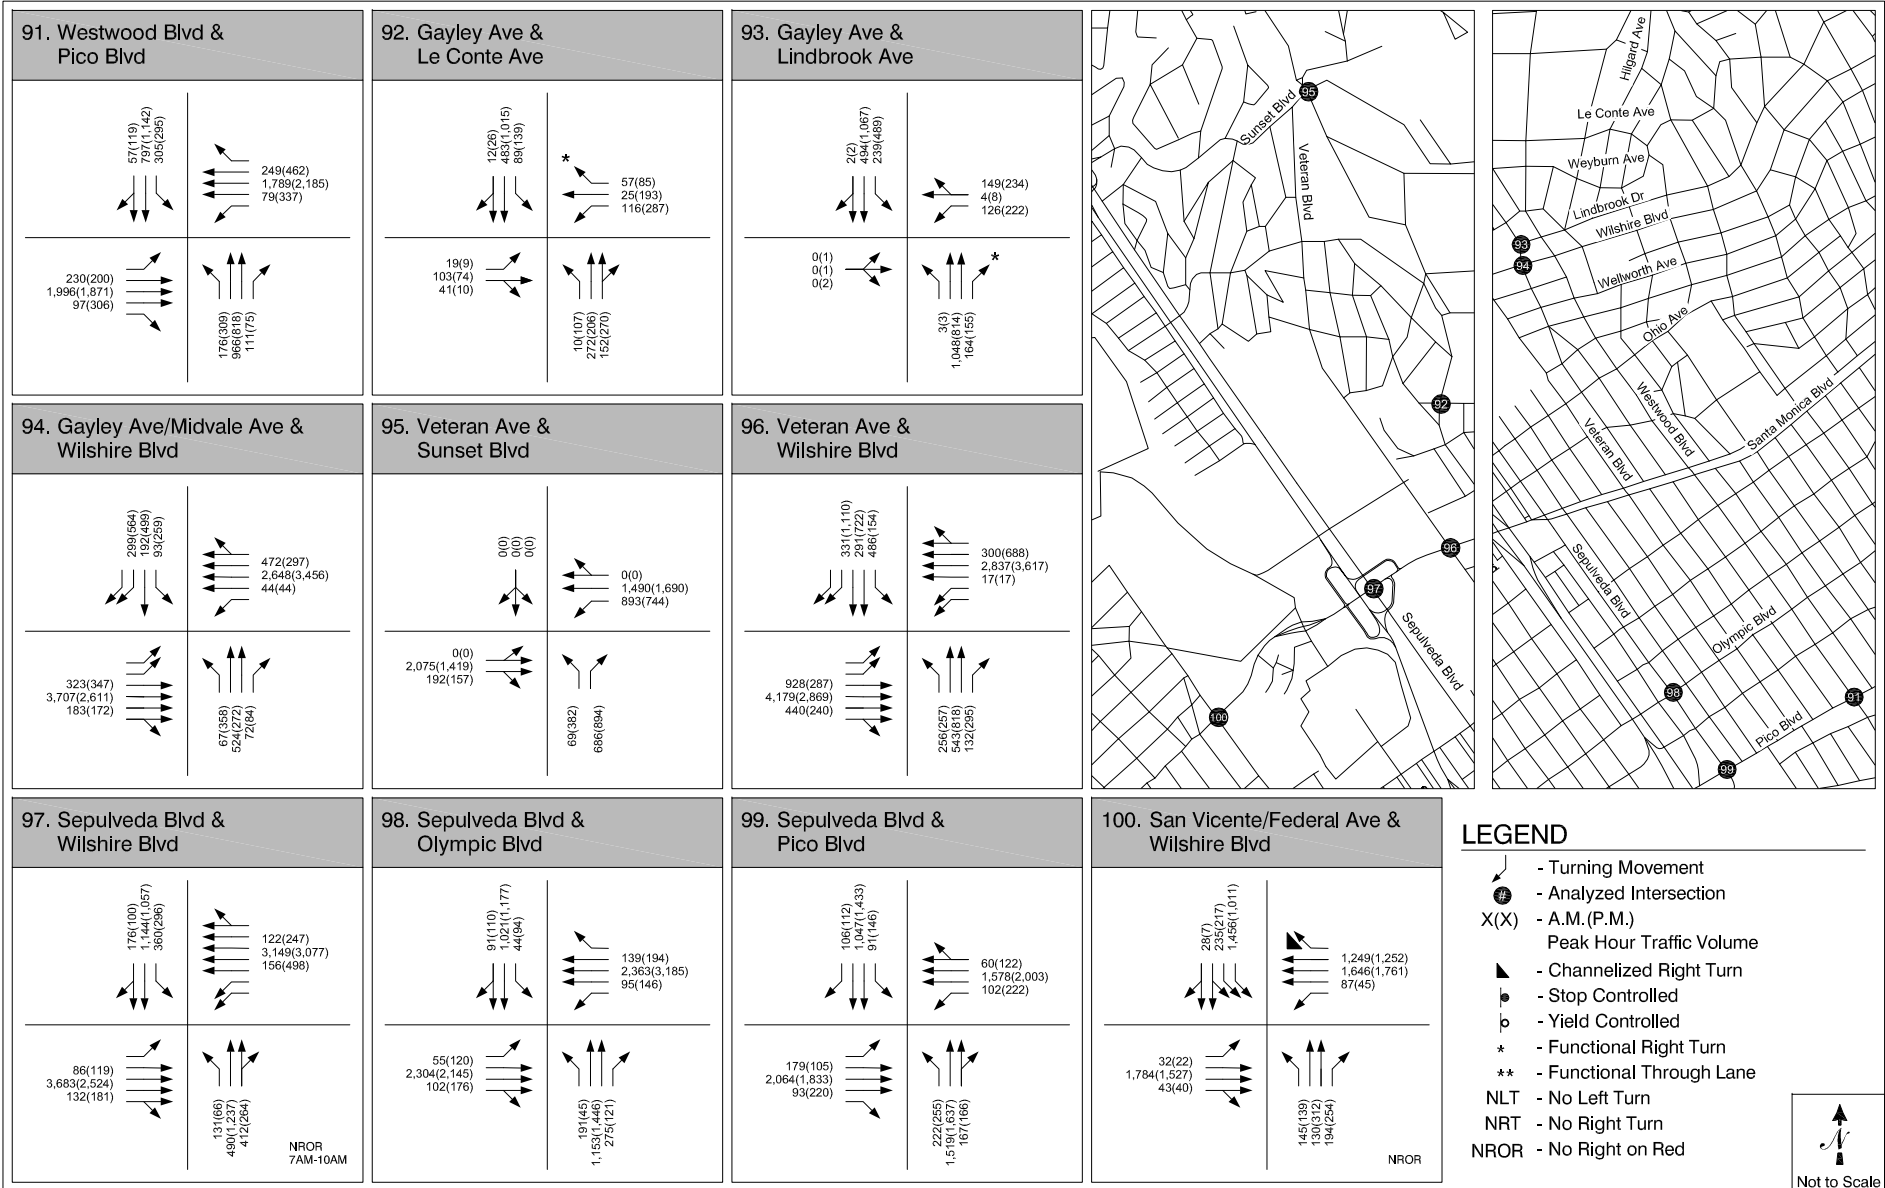 91. Westwood Blvd &
Pico Blvd
57(119)
797(1,142)
305(295)
249(462)
1,789(2,185)
79(337)
230(200)
1,996(1,871)
97(306)
176(309)
966(818)
111(75)
92. Gayley Ave &
Le Conte Ave
12(26)
483(1,015)
89(139)
*
57(85)
25(193)
116(287)
19(9)
103(74)
41(10)
10(107)
272(206)
152(270)
93. Gayley Ave &
Lindbrook Ave
2(2)
494(1,067)
239(489)
149(234)
4(8)
126(222)
0(1)
0(1)
0(2)
*
3(3)
1,048(814)
164(155)
94. Gayley Ave/Midvale Ave &
Wilshire Blvd
299(564)
192(499)
93(259)
472(297)
2,648(3,456)
44(44)
323(347)
3,707(2,611)
183(172)
67(358)
524(272)
72(84)
95. Veteran Ave &
Sunset Blvd
0(0)
0(0)
0(0)
0(0)
1,490(1,690)
893(744)
0(0)
2,075(1,419)
192(157)
69(382)
686(894)
96. Veteran Ave &
Wilshire Blvd
331(1,110)
291(722)
486(154)
300(688)
2,837(3,617)
17(17)
928(287)
4,179(2,869)
440(240)
256(257)
543(818)
132(295)
97. Sepulveda Blvd &
Wilshire Blvd
176(100)
1,144(1,057)
360(296)
122(247)
3,149(3,077)
156(498)
86(119)
3,683(2,524)
132(181)
131(66)
490(1,237)
412(264)
NROR
7AM-10AM
98. Sepulveda Blvd &
Olympic Blvd
91(110)
1,021(1,177)
44(94)
139(194)
2,363(3,185)
95(146)
55(120)
2,304(2,145)
102(176)
191(45)
1,153(1,446)
275(121)
99. Sepulveda Blvd &
Pico Blvd
106(112)
1,047(1,433)
91(146)
60(122)
1,578(2,003)
102(222)
179(105)
2,064(1,833)
93(220)
222(255)
1,519(1,637)
167(166)
100. San Vicente/Federal Ave &
Wilshire Blvd
28(7)
235(217)
1,456(1,011)
1,249(1,252)
1,646(1,761)
87(45)
32(22)
1,784(1,527)
43(40)
145(139)
130(312)
194(254)
NROR
95
Sunset Blvd
Veteran Blvd
92
96
97
Sepulveda Blvd
100
Hilgard Ave
Le Conte Ave
Weyburn Ave
Lindbrook Dr
Wilshire Blvd
93
94
Wellworth Ave
Ohio Ave
Westwood Blvd
Santa Monica Blvd
Veteran Blvd
Sepulveda Blvd
Olympic Blvd
98
91
Pico Blvd
99
LEGEND
- Turning Movement
# - Analyzed Intersection
X(X) - A.M.(P.M.)
Peak Hour Traffic Volume
- Channelized Right Turn
- Stop Controlled
- Yield Controlled
* - Functional Right Turn
** - Functional Through Lane
NLT - No Left Turn
NRT - No Right Turn
NROR - No Right on Red
N
Not to Scale